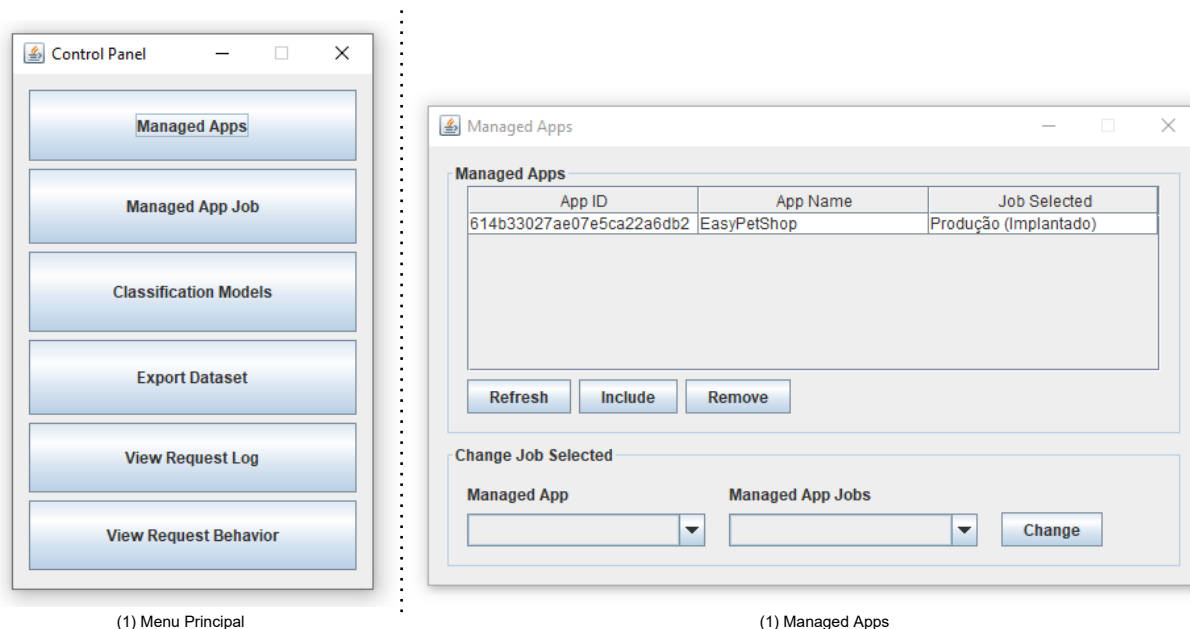 Control Panel
Managed Apps
Managed App Job
Classification Models
Export Dataset
View Request Log
View Request Behavior
(1) Menu Principal
Managed Apps
Managed Apps
App ID App Name Job Selected
614b33027ae07e5ca22a6db2 EasyPetShop Produção (Implantado)
Refresh Include Remove
Change Job Selected
Managed App Managed App Jobs
Change
(1) Managed Apps